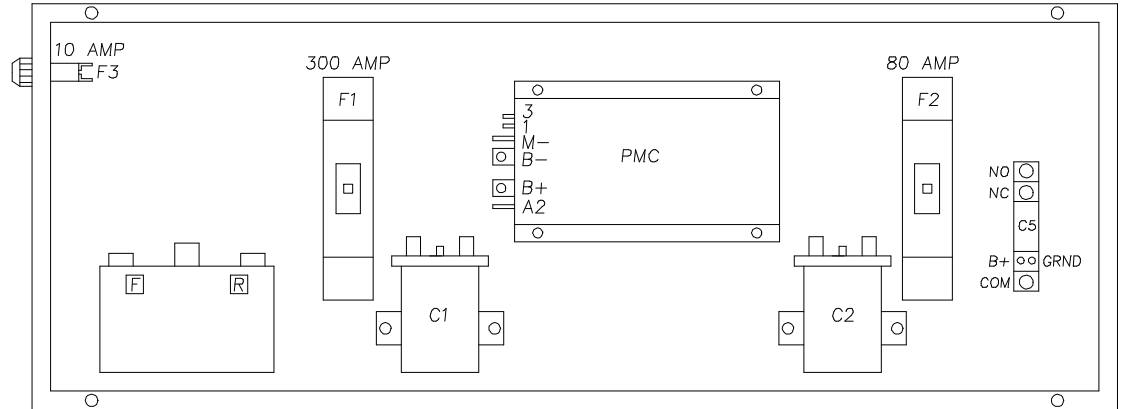 10 AMP
F3
300 AMP
F1
3
1
M-
B-
B+
A2
PMC
80 AMP
F2
NO
NC
C5
B+ GRND
COM
F R
C1
C2